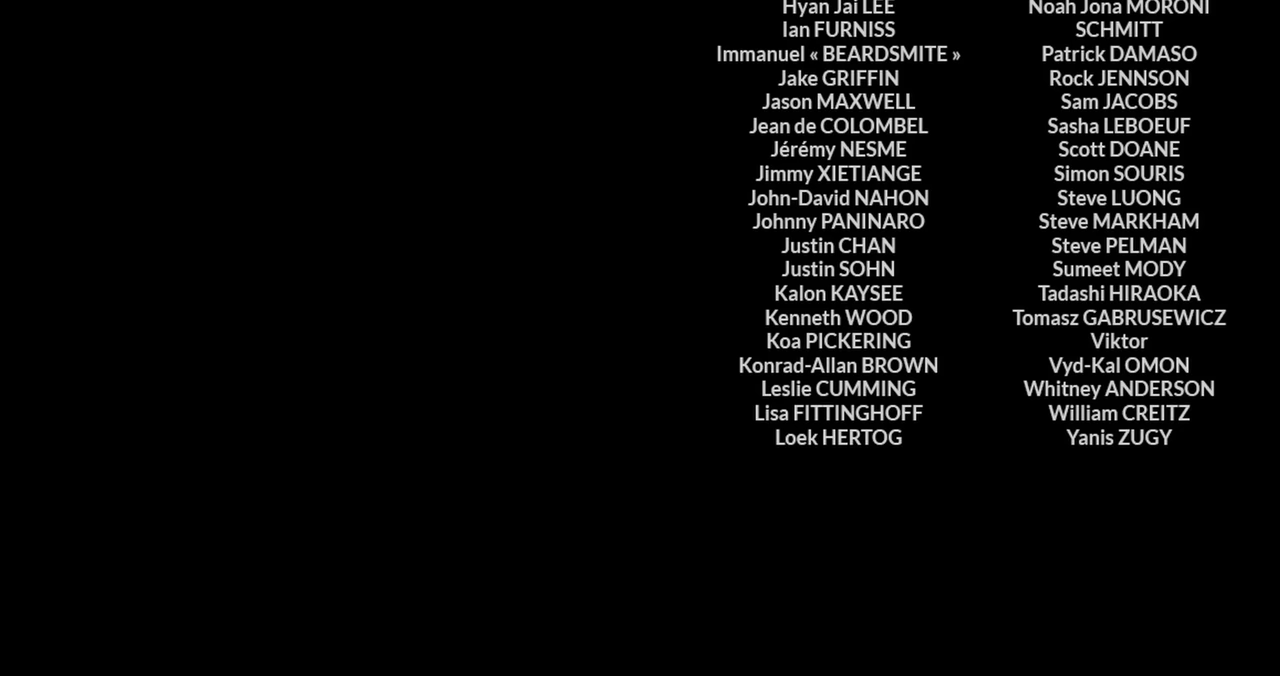 Hyan Jai LEE
Ian FURNISS
Immanuel « BEARDSMITE »
Jake GRIFFIN
Jason MAXWELL
Jean de COLOMBEL
Jérémy NESME
Jimmy XIETIANGE
John-David NAHON
Johnny PANINARO
Justin CHAN
Justin SOHN
Kalon KAYSEE
Kenneth WOOD
Koa PICKERING
Konrad-Allan BROWN
Leslie CUMMING
Lisa FITTINGHOFF
Loek HERTOG
Noah Jona MORONI
SCHMITT
Patrick DAMASO
Rock JENNSON
Sam JACOBS
Sasha LEBOEUF
Scott DOANE
Simon SOURIS
Steve LUONG
Steve MARKHAM
Steve PELMAN
Sumeet MODY
Tadashi HIRAOKA
Tomasz GABRUSEWICZ
Viktor
Vyd-Kal OMON
Whitney ANDERSON
William CREITZ
Yanis ZUGY